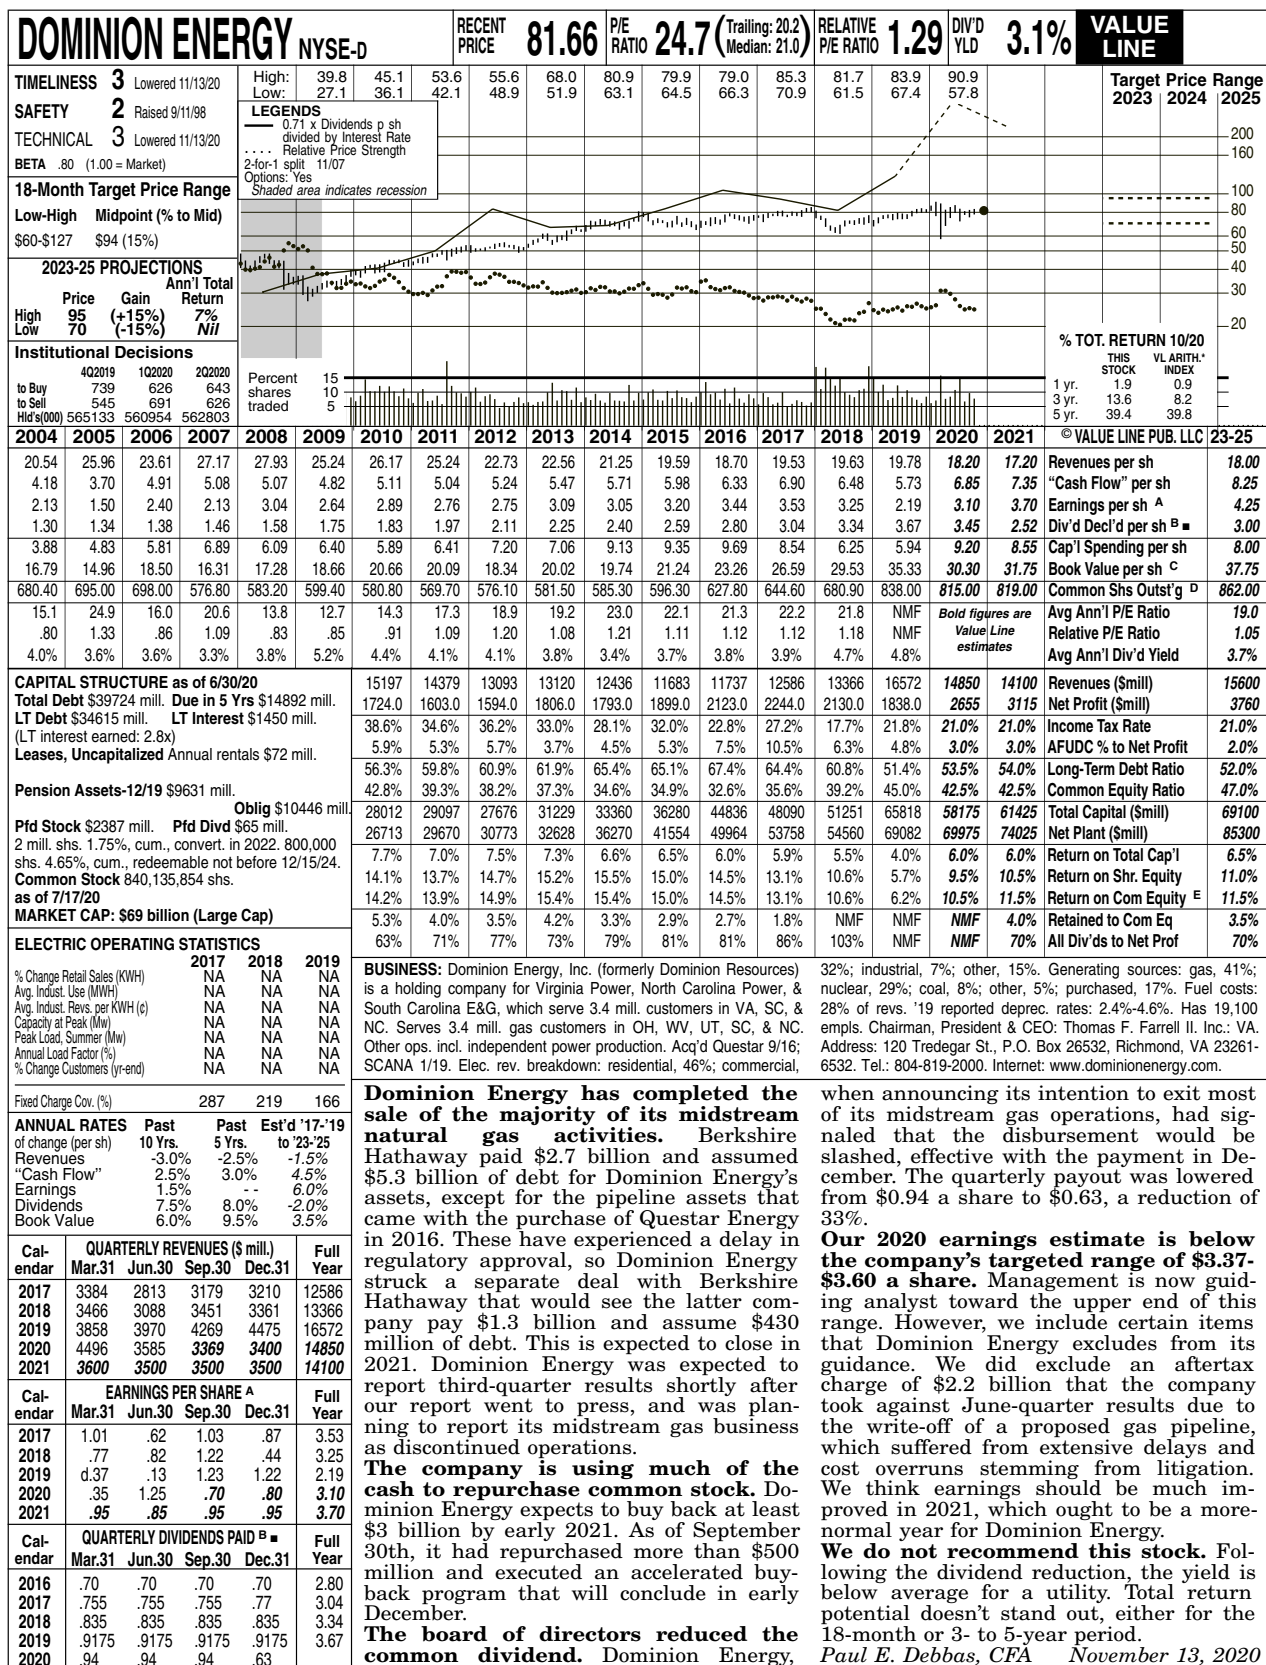 DOMINION ENERGY NYSE-D
RECENT PRICE 81.66
P/E RATIO 24.7 (Trailing: 20.2 Median: 21.0)
RELATIVE P/E RATIO 1.29
DIV'D YLD 3.1%
VALUE LINE
TIMELINESS 3 Lowered 11/13/20
SAFETY 2 Raised 9/11/98
TECHNICAL 3 Lowered 11/13/20
BETA .80 (1.00 = Market)
18-Month Target Price Range
Low-High Midpoint (% to Mid)
$60-$127 $94 (15%)
2023-25 PROJECTIONS
Ann'l Total
Price Gain Return
High 95 (+15%) 7%
Low 70 (-15%) Nil
Institutional Decisions
4Q2019 1Q2020 2Q2020
to Buy 739 626 643
to Sell 545 691 626
Hld's(000) 565133 560954 562803
High: 39.8 45.1 53.6 55.6 68.0 80.9 79.9 79.0 85.3 81.7 83.9 90.9
Low: 27.1 36.1 42.1 48.9 51.9 63.1 64.5 66.3 70.9 61.5 67.4 57.8
LEGENDS
0.71 x Dividends p sh
divided by Interest Rate
. . . . Relative Price Strength
2-for-1 split 11/07
Options: Yes
Shaded area indicates recession
Target Price Range
2023 2024 2025
200
160
100
80
60
50
40
30
20
Percent shares traded
15
10
5
% TOT. RETURN 10/20
THIS STOCK VL ARITH.* INDEX
1 yr. 1.9 0.9
3 yr. 13.6 8.2
5 yr. 39.4 39.8
2004 2005 2006 2007 2008 2009 2010 2011 2012 2013 2014 2015 2016 2017 2018 2019 2020 2021 © VALUE LINE PUB. LLC 23-25
20.54 25.96 23.61 27.17 27.93 25.24 26.17 25.24 22.73 22.56 21.25 19.59 18.70 19.53 19.63 19.78 18.20 17.20 Revenues per sh 18.00
4.18 3.70 4.91 5.08 5.07 4.82 5.11 5.04 5.24 5.47 5.71 5.98 6.33 6.90 6.48 5.73 6.85 7.35 "Cash Flow" per sh 8.25
2.13 1.50 2.40 2.13 3.04 2.64 2.89 2.76 2.75 3.09 3.05 3.20 3.44 3.53 3.25 2.19 3.10 3.70 Earnings per sh A 4.25
1.30 1.34 1.38 1.46 1.58 1.75 1.83 1.97 2.11 2.25 2.40 2.59 2.80 3.04 3.34 3.67 3.45 2.52 Div'd Decl'd per sh B ■ 3.00
3.88 4.83 5.81 6.89 6.09 6.40 5.89 6.41 7.20 7.06 9.13 9.35 9.69 8.54 6.25 5.94 9.20 8.55 Cap'l Spending per sh 8.00
16.79 14.96 18.50 16.31 17.28 18.66 20.66 20.09 18.34 20.02 19.74 21.24 23.26 26.59 29.53 35.33 30.30 31.75 Book Value per sh C 37.75
680.40 695.00 698.00 576.80 583.20 599.40 580.80 569.70 576.10 581.50 585.30 596.30 627.80 644.60 680.90 838.00 815.00 819.00 Common Shs Outst'g D 862.00
15.1 24.9 16.0 20.6 13.8 12.7 14.3 17.3 18.9 19.2 23.0 22.1 21.3 22.2 21.8 NMF Bold figures are Avg Ann'l P/E Ratio 19.0
.80 1.33 .86 1.09 .83 .85 .91 1.09 1.20 1.08 1.21 1.11 1.12 1.12 1.18 NMF Value Line Relative P/E Ratio 1.05
4.0% 3.6% 3.6% 3.3% 3.8% 5.2% 4.4% 4.1% 4.1% 3.8% 3.4% 3.7% 3.8% 3.9% 4.7% 4.8% estimates Avg Ann'l Div'd Yield 3.7%
15197 14379 13093 13120 12436 11683 11737 12586 13366 16572 14850 14100 Revenues ($mill) 15600
1724.0 1603.0 1594.0 1806.0 1793.0 1899.0 2123.0 2244.0 2130.0 1838.0 2655 3115 Net Profit ($mill) 3760
38.6% 34.6% 36.2% 33.0% 28.1% 32.0% 22.8% 27.2% 17.7% 21.8% 21.0% 21.0% Income Tax Rate 21.0%
5.9% 5.3% 5.7% 3.7% 4.5% 5.3% 7.5% 10.5% 6.3% 4.8% 3.0% 3.0% AFUDC % to Net Profit 2.0%
56.3% 59.8% 60.9% 61.9% 65.4% 65.1% 67.4% 64.4% 60.8% 51.4% 53.5% 54.0% Long-Term Debt Ratio 52.0%
42.8% 39.3% 38.2% 37.3% 34.6% 34.9% 32.6% 35.6% 39.2% 45.0% 42.5% 42.5% Common Equity Ratio 47.0%
28012 29097 27676 31229 33360 36280 44836 48090 51251 65818 58175 61425 Total Capital ($mill) 69100
26713 29670 30773 32628 36270 41554 49964 53758 54560 69082 69975 74025 Net Plant ($mill) 85300
7.7% 7.0% 7.5% 7.3% 6.6% 6.5% 6.0% 5.9% 5.5% 4.0% 6.0% 6.0% Return on Total Cap'l 6.5%
14.1% 13.7% 14.7% 15.2% 15.5% 15.0% 14.5% 13.1% 10.6% 5.7% 9.5% 10.5% Return on Shr. Equity 11.0%
14.2% 13.9% 14.9% 15.4% 15.4% 15.0% 14.5% 13.1% 10.6% 6.2% 10.5% 11.5% Return on Com Equity E 11.5%
5.3% 4.0% 3.5% 4.2% 3.3% 2.9% 2.7% 1.8% NMF NMF NMF 4.0% Retained to Com Eq 3.5%
63% 71% 77% 73% 79% 81% 81% 86% 103% NMF NMF 70% All Div'ds to Net Prof 70%
CAPITAL STRUCTURE as of 6/30/20
Total Debt $39724 mill. Due in 5 Yrs $14892 mill.
LT Debt $34615 mill. LT Interest $1450 mill.
(LT interest earned: 2.8x)
Leases, Uncapitalized Annual rentals $72 mill.
Pension Assets-12/19 $9631 mill.
Oblig $10446 mill.
Pfd Stock $2387 mill. Pfd Divd $65 mill.
2 mill. shs. 1.75%, cum., convert. in 2022. 800,000
shs. 4.65%, cum., redeemable not before 12/15/24.
Common Stock 840,135,854 shs.
as of 7/17/20
MARKET CAP: $69 billion (Large Cap)
ELECTRIC OPERATING STATISTICS
2017 2018 2019
% Change Retail Sales (KWH) NA NA NA
Avg. Indust. Use (MWH) NA NA NA
Avg. Indust. Revs. per KWH (¢) NA NA NA
Capacity at Peak (Mw) NA NA NA
Peak Load, Summer (Mw) NA NA NA
Annual Load Factor (%) NA NA NA
% Change Customers (yr-end) NA NA NA
Fixed Charge Cov. (%) 287 219 166
ANNUAL RATES Past Past Est'd '17-'19
of change (per sh) 10 Yrs. 5 Yrs. to '23-'25
Revenues -3.0% -2.5% -1.5%
"Cash Flow" 2.5% 3.0% 4.5%
Earnings 1.5% - - 6.0%
Dividends 7.5% 8.0% -2.0%
Book Value 6.0% 9.5% 3.5%
Cal- QUARTERLY REVENUES ($ mill.) Full
endar Mar.31 Jun.30 Sep.30 Dec.31 Year
2017 3384 2813 3179 3210 12586
2018 3466 3088 3451 3361 13366
2019 3858 3970 4269 4475 16572
2020 4496 3585 3369 3400 14850
2021 3600 3500 3500 3500 14100
Cal- EARNINGS PER SHARE A Full
endar Mar.31 Jun.30 Sep.30 Dec.31 Year
2017 1.01 .62 1.03 .87 3.53
2018 .77 .82 1.22 .44 3.25
2019 d.37 .13 1.23 1.22 2.19
2020 .35 1.25 .70 .80 3.10
2021 .95 .85 .95 .95 3.70
Cal- QUARTERLY DIVIDENDS PAID B ■ Full
endar Mar.31 Jun.30 Sep.30 Dec.31 Year
2016 .70 .70 .70 .70 2.80
2017 .755 .755 .755 .77 3.04
2018 .835 .835 .835 .835 3.34
2019 .9175 .9175 .9175 .9175 3.67
2020 .94 .94 .94 .63
BUSINESS: Dominion Energy, Inc. (formerly Dominion Resources)
is a holding company for Virginia Power, North Carolina Power, &
South Carolina E&G, which serve 3.4 mill. customers in VA, SC, &
NC. Serves 3.4 mill. gas customers in OH, WV, UT, SC, & NC.
Other ops. incl. independent power production. Acq'd Questar 9/16;
SCANA 1/19. Elec. rev. breakdown: residential, 46%; commercial,
32%; industrial, 7%; other, 15%. Generating sources: gas, 41%;
nuclear, 29%; coal, 8%; other, 5%; purchased, 17%. Fuel costs:
28% of revs. '19 reported deprec. rates: 2.4%-4.6%. Has 19,100
empls. Chairman, President & CEO: Thomas F. Farrell II. Inc.: VA.
Address: 120 Tredegar St., P.O. Box 26532, Richmond, VA 23261-
6532. Tel.: 804-819-2000. Internet: www.dominionenergy.com.
Dominion Energy has completed the
sale of the majority of its midstream
natural gas activities. Berkshire
Hathaway paid $2.7 billion and assumed
$5.3 billion of debt for Dominion Energy's
assets, except for the pipeline assets that
came with the purchase of Questar Energy
in 2016. These have experienced a delay in
regulatory approval, so Dominion Energy
struck a separate deal with Berkshire
Hathaway that would see the latter com-
pany pay $1.3 billion and assume $430
million of debt. This is expected to close in
2021. Dominion Energy was expected to
report third-quarter results shortly after
our report went to press, and was plan-
ning to report its midstream gas business
as discontinued operations.
The company is using much of the
cash to repurchase common stock. Do-
minion Energy expects to buy back at least
$3 billion by early 2021. As of September
30th, it had repurchased more than $500
million and executed an accelerated buy-
back program that will conclude in early
December.
The board of directors reduced the
common dividend. Dominion Energy,
when announcing its intention to exit most
of its midstream gas operations, had sig-
naled that the disbursement would be
slashed, effective with the payment in De-
cember. The quarterly payout was lowered
from $0.94 a share to $0.63, a reduction of
33%.
Our 2020 earnings estimate is below
the company's targeted range of $3.37-
$3.60 a share. Management is now guid-
ing analyst toward the upper end of this
range. However, we include certain items
that Dominion Energy excludes from its
guidance. We did exclude an aftertax
charge of $2.2 billion that the company
took against June-quarter results due to
the write-off of a proposed gas pipeline,
which suffered from extensive delays and
cost overruns stemming from litigation.
We think earnings should be much im-
proved in 2021, which ought to be a more-
normal year for Dominion Energy.
We do not recommend this stock. Fol-
lowing the dividend reduction, the yield is
below average for a utility. Total return
potential doesn't stand out, either for the
18-month or 3- to 5-year period.
Paul E. Debbas, CFA November 13, 2020